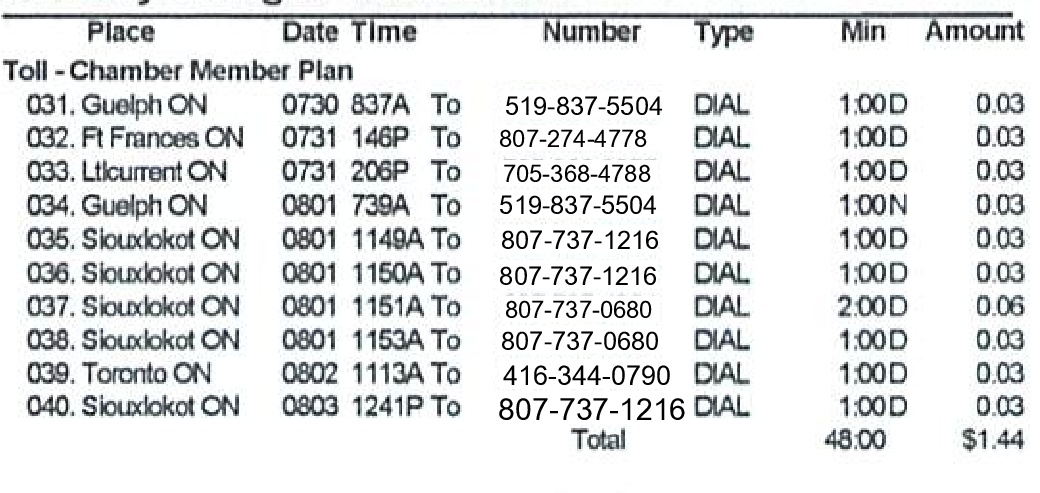 Place Date Time Number Type Min Amount
Toll - Chamber Member Plan
031. Guelph ON 0730 837A To 519-837-5504 DIAL 1:00D 0.03
032. Ft Frances ON 0731 146P To 807-274-4778 DIAL 1:00D 0.03
033. Ltlcurrent ON 0731 206P To 705-368-4788 DIAL 1:00D 0.03
034. Guelph ON 0801 739A To 519-837-5504 DIAL 1:00N 0.03
035. Siouxlokot ON 0801 1149A To 807-737-1216 DIAL 1:00D 0.03
036. Siouxlokot ON 0801 1150A To 807-737-1216 DIAL 1:00D 0.03
037. Siouxlokot ON 0801 1151A To 807-737-0680 DIAL 2:00D 0.06
038. Siouxlokot ON 0801 1153A To 807-737-0680 DIAL 1:00D 0.03
039. Toronto ON 0802 1113A To 416-344-0790 DIAL 1:00D 0.03
040. Siouxlokot ON 0803 1241P To 807-737-1216 DIAL 1:00D 0.03
Total 48:00 $1.44